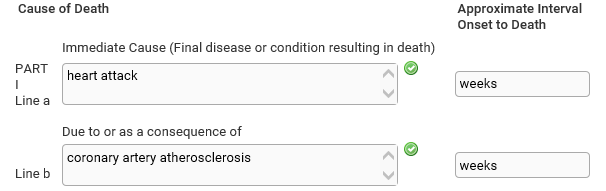 Cause of Death
Approximate Interval
Onset to Death
Immediate Cause (Final disease or condition resulting in death)
PART
I
Line a
heart attack
weeks
Due to or as a consequence of
Line b
coronary artery atherosclerosis
weeks